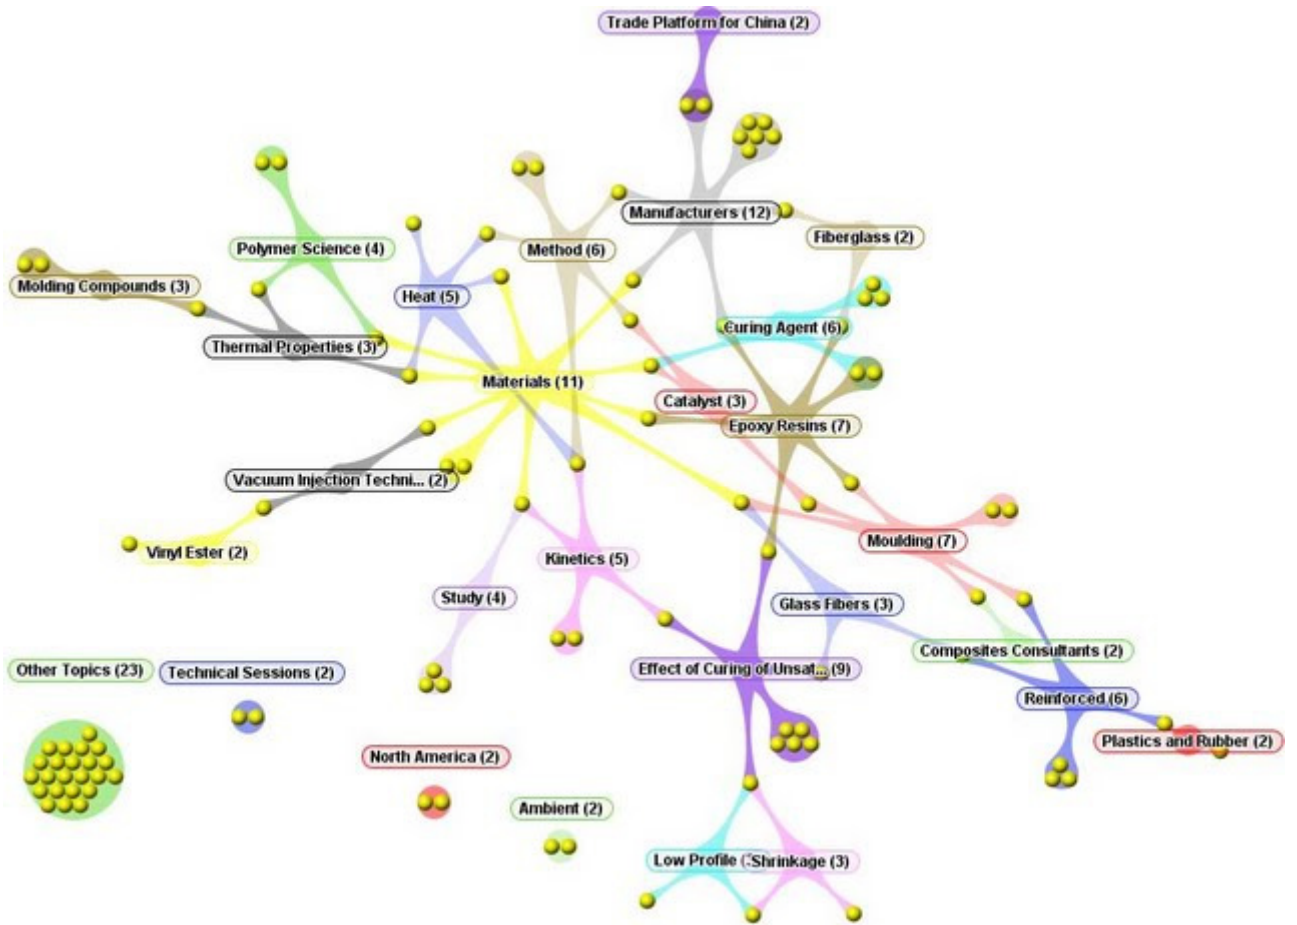 Trade Platform for China (2)
Manufacturers (12)
Fiberglass (2)
Polymer Science (4)
Method (6)
Molding Compounds (3)
Heat (5)
Curing Agent (6)
Thermal Properties (3)
Materials (11)
Catalyst (3)
Epoxy Resins (7)
Vacuum Injection Techni... (2)
Moulding (7)
Vinyl Ester (2)
Kinetics (5)
Study (4)
Glass Fibers (3)
Composites Consultants (2)
Other Topics (23)
Technical Sessions (2)
Effect of Curing of Unsat... (9)
Reinforced (6)
Plastics and Rubber (2)
North America (2)
Ambient (2)
Low Profile
Shrinkage (3)